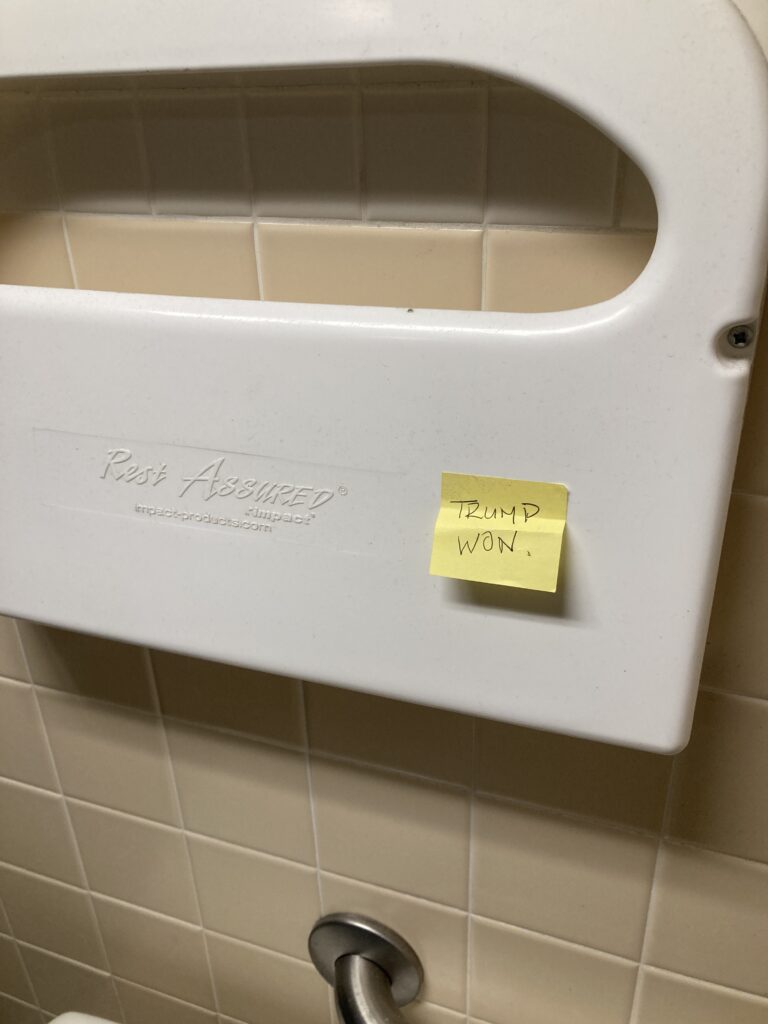 Rest ASSURED®
impact®
impact-products.com
TRUMP
WON.